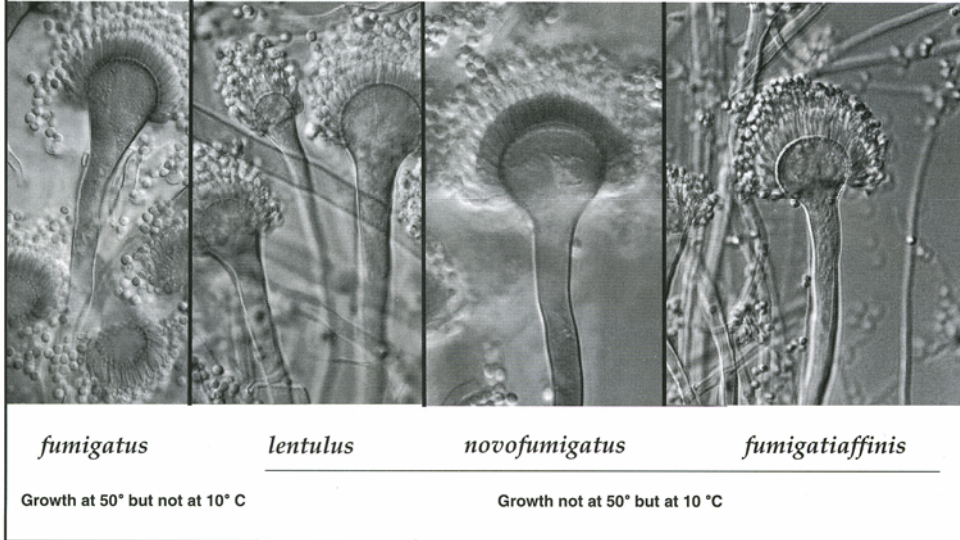 fumigatus lentulus novofumigatus fumigatiaffinis
Growth at 50° but not at 10° C Growth not at 50° but at 10 °C